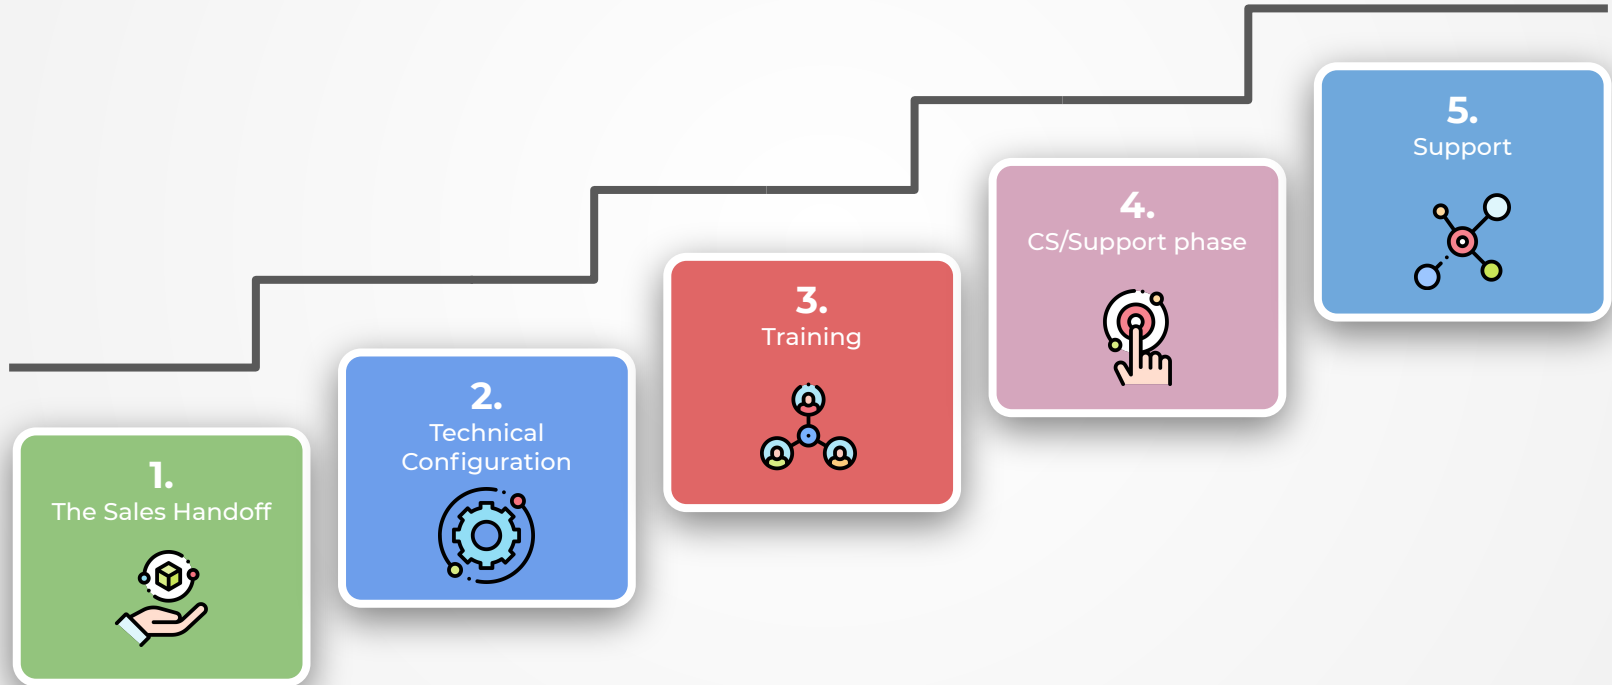 1.
The Sales Handoff
2.
Technical
Configuration
3.
Training
4.
CS/Support phase
5.
Support